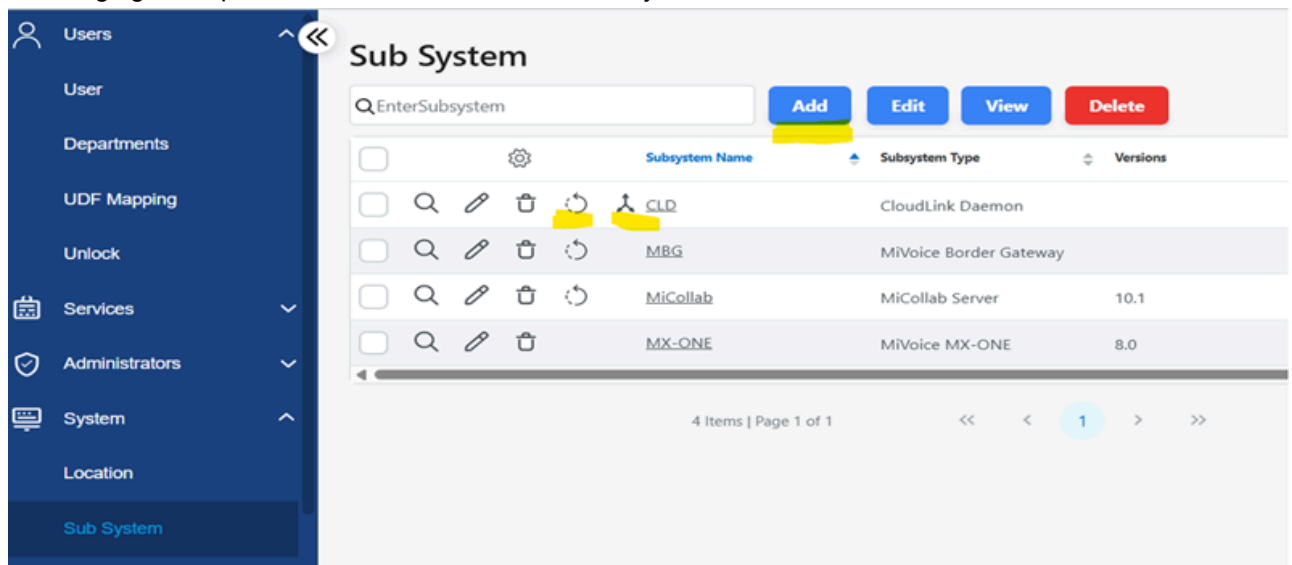 Users
User
Departments
UDF Mapping
Unlock
Services
Administrators
System
Location
Sub System
Sub System
EnterSubsystem Add Edit View Delete
Subsystem Name Subsystem Type Versions
CLD CloudLink Daemon
MBG MiVoice Border Gateway
MiCollab MiCollab Server 10.1
MX-ONE MiVoice MX-ONE 8.0
4 Items | Page 1 of 1 << < 1 > >>